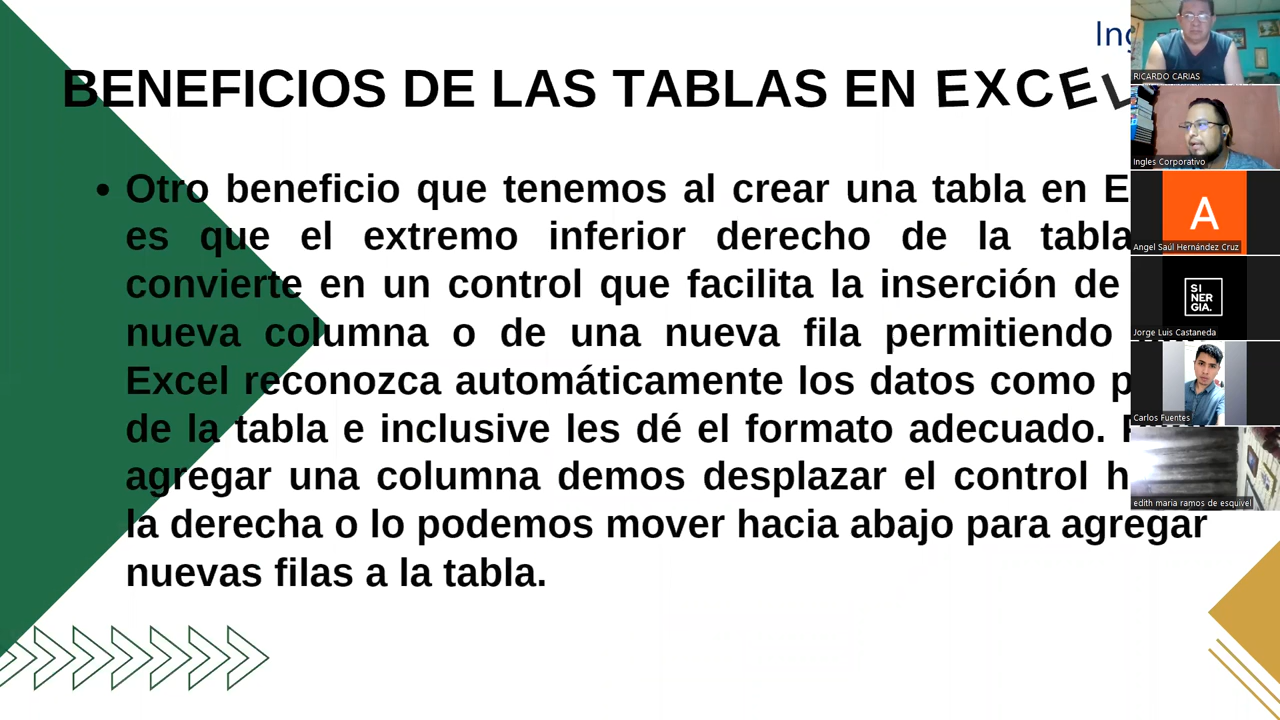 Ing
BENEFICIOS DE LAS TABLAS EN EXCEL
• Otro beneficio que tenemos al crear una tabla en E
es que el extremo inferior derecho de la tabla
convierte en un control que facilita la inserción de
nueva columna o de una nueva fila permitiendo
Excel reconozca automáticamente los datos como p
de la tabla e inclusive les dé el formato adecuado.
agregar una columna demos desplazar el control h
la derecha o lo podemos mover hacia abajo para agregar
nuevas filas a la tabla.
RICARDO CARIAS
Ingles Corporativo
A
Angel Saúl Hernández Cruz
SI
NER
GIA.
Jorge Luis Castaneda
Carlos Fuentes
edith maria ramos de esquivel